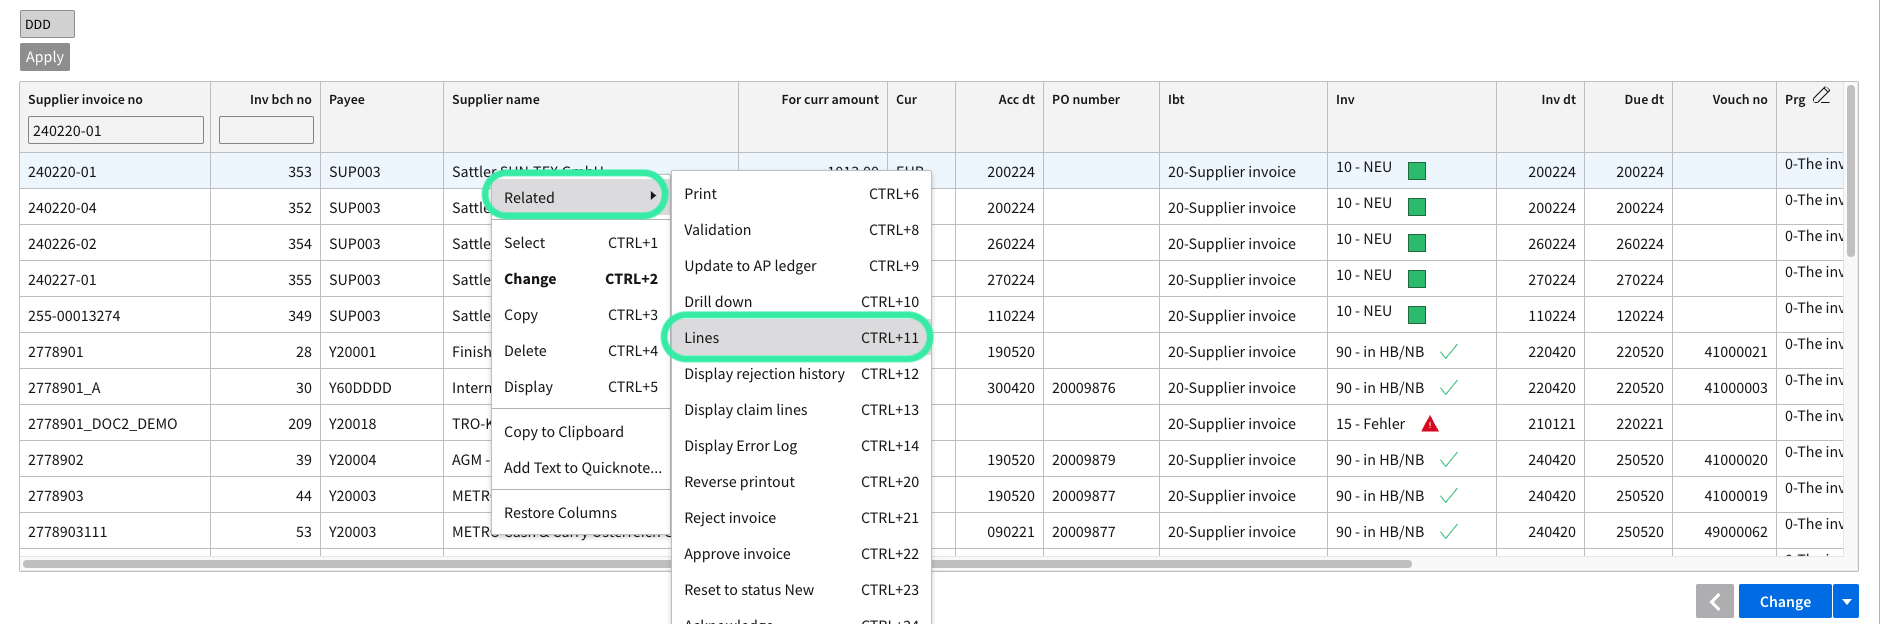 DDD
Apply
Supplier invoice no Inv bch no Payee Supplier name For curr amount Cur Acc dt PO number Ibt Inv Inv dt Due dt Vouch no Prg
240220-01
240220-01 353 SUP003 Sattler SUN-TEX GmbH 1013.00 EUR 200224 20-Supplier invoice 10 - NEU 200224 200224 0-The inv
240220-04 352 SUP003 Sattle 200224 20-Supplier invoice 10 - NEU 200224 200224 0-The inv
240226-02 354 SUP003 Sattle 260224 20-Supplier invoice 10 - NEU 260224 260224 0-The inv
240227-01 355 SUP003 Sattle 270224 20-Supplier invoice 10 - NEU 270224 270224 0-The inv
255-00013274 349 SUP003 Sattle 110224 20-Supplier invoice 10 - NEU 110224 120224 0-The inv
2778901 28 Y20001 Finish 190520 20-Supplier invoice 90 - in HB/NB 220420 220520 41000021 0-The inv
2778901_A 30 Y60DDDD Intern 300420 20009876 20-Supplier invoice 90 - in HB/NB 220420 220520 41000003 0-The inv
2778901_DOC2_DEMO 209 Y20018 TRO-K 20-Supplier invoice 15 - Fehler 210121 220221 0-The inv
2778902 39 Y20004 AGM - 190520 20009879 20-Supplier invoice 90 - in HB/NB 240420 250520 41000020 0-The inv
2778903 44 Y20003 METR 190520 20009877 20-Supplier invoice 90 - in HB/NB 240420 250520 41000019 0-The inv
2778903111 53 Y20003 METRO Cash & Carry Österreich G 090221 20009877 20-Supplier invoice 90 - in HB/NB 240420 250520 49000062 0-The inv
0-The inv
Related
Select CTRL+1
Change CTRL+2
Copy CTRL+3
Delete CTRL+4
Display CTRL+5
Copy to Clipboard
Add Text to Quicknote...
Restore Columns
Print CTRL+6
Validation CTRL+8
Update to AP ledger CTRL+9
Drill down CTRL+10
Lines CTRL+11
Display rejection history CTRL+12
Display claim lines CTRL+13
Display Error Log CTRL+14
Reverse printout CTRL+20
Reject invoice CTRL+21
Approve invoice CTRL+22
Reset to status New CTRL+23
Acknowledge CTRL+24
Change